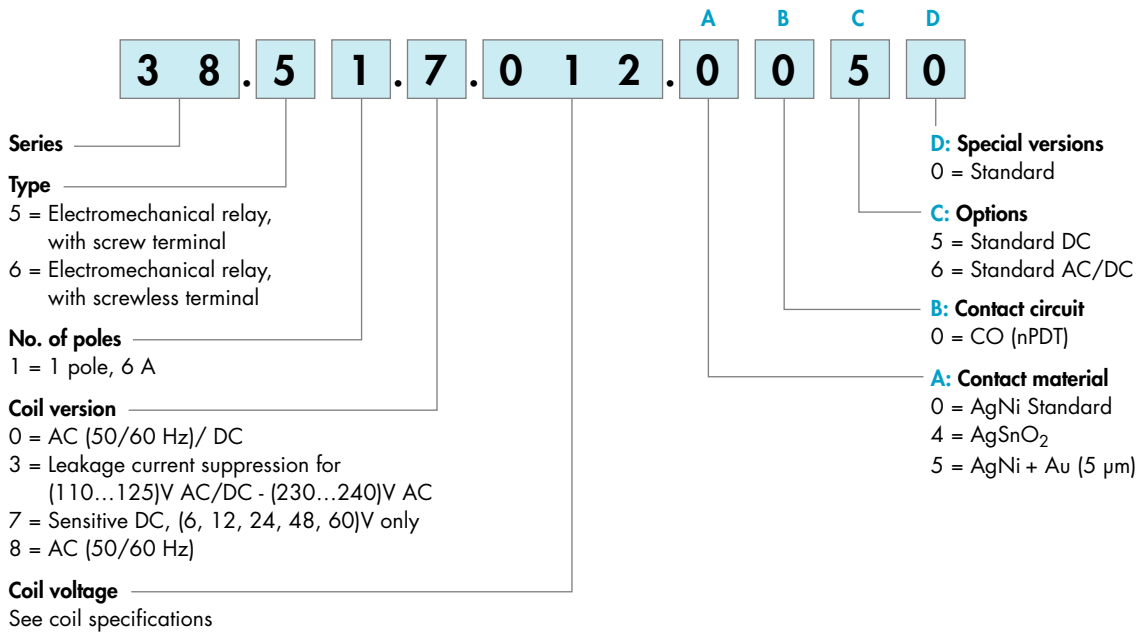 A B C D
3 8 . 5 1 . 7 . 0 1 2 . 0 0 5 0
Series
Type
5 = Electromechanical relay,
with screw terminal
6 = Electromechanical relay,
with screwless terminal
No. of poles
1 = 1 pole, 6 A
Coil version
0 = AC (50/60 Hz)/ DC
3 = Leakage current suppression for
(110…125)V AC/DC - (230…240)V AC
7 = Sensitive DC, (6, 12, 24, 48, 60)V only
8 = AC (50/60 Hz)
Coil voltage
See coil specifications
D: Special versions
0 = Standard
C: Options
5 = Standard DC
6 = Standard AC/DC
B: Contact circuit
0 = CO (nPDT)
A: Contact material
0 = AgNi Standard
4 = AgSnO₂
5 = AgNi + Au (5 µm)